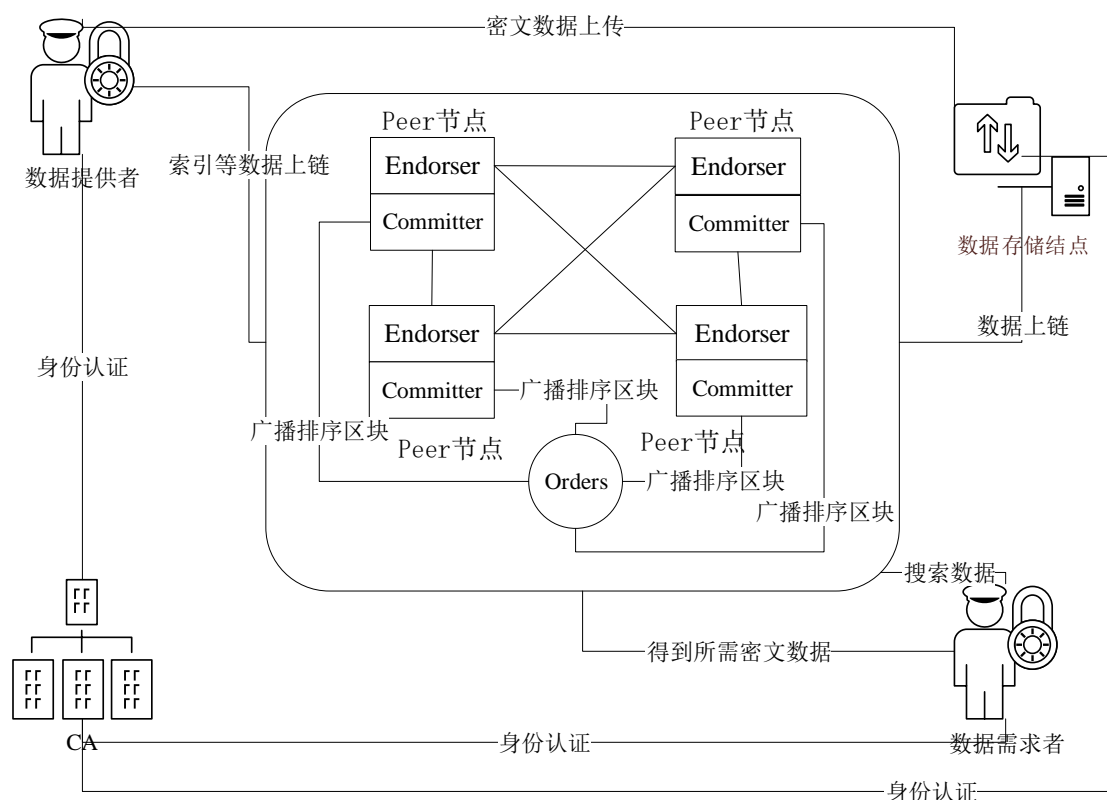 密文数据上传
Peer节点
Peer节点
Endorser
Endorser
索引等数据上链
数据提供者
Committer
Committer
数据存储结点
Endorser
Endorser
数据上链
身份认证
Committer
广播排序区块
Committer
广播排序区块
Peer节点
Peer节点
Orders
广播排序区块
广播排序区块
搜索数据
得到所需密文数据
CA
身份认证
数据需求者
身份认证